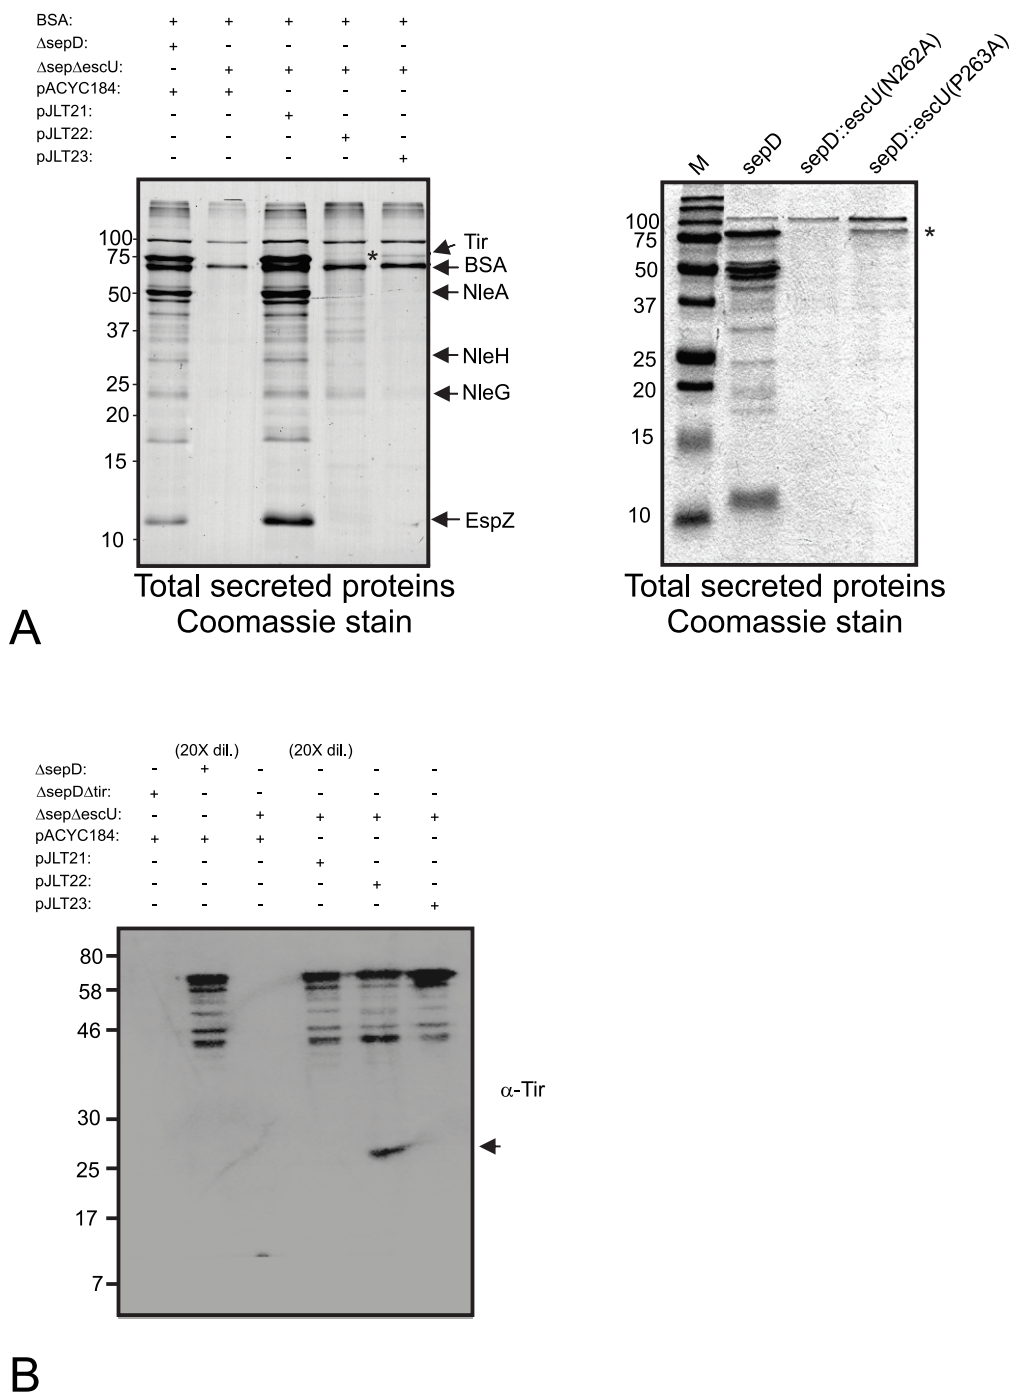 BSA: + + + + +
ΔsepD: + - - - -
ΔsepΔescU: - + + + +
pACYC184: + + - - -
pJLT21: - - + - -
pJLT22: - - - + -
pJLT23: - - - - +
100
75
50
37
25
20
15
10
*
Tir
BSA
NleA
NleH
NleG
EspZ
Total secreted proteins
Coomassie stain
M
sepD
sepD::escU(N262A)
sepD::escU(P263A)
100
75
50
37
25
20
15
10
*
Total secreted proteins
Coomassie stain
A
(20X dil.) (20X dil.)
ΔsepD: - + - - - -
ΔsepDΔtir: + - - - - -
ΔsepΔescU: - - + + + +
pACYC184: + + + - - -
pJLT21: - - - + - -
pJLT22: - - - - + -
pJLT23: - - - - - +
80
58
46
30
25
17
7
α-Tir
B